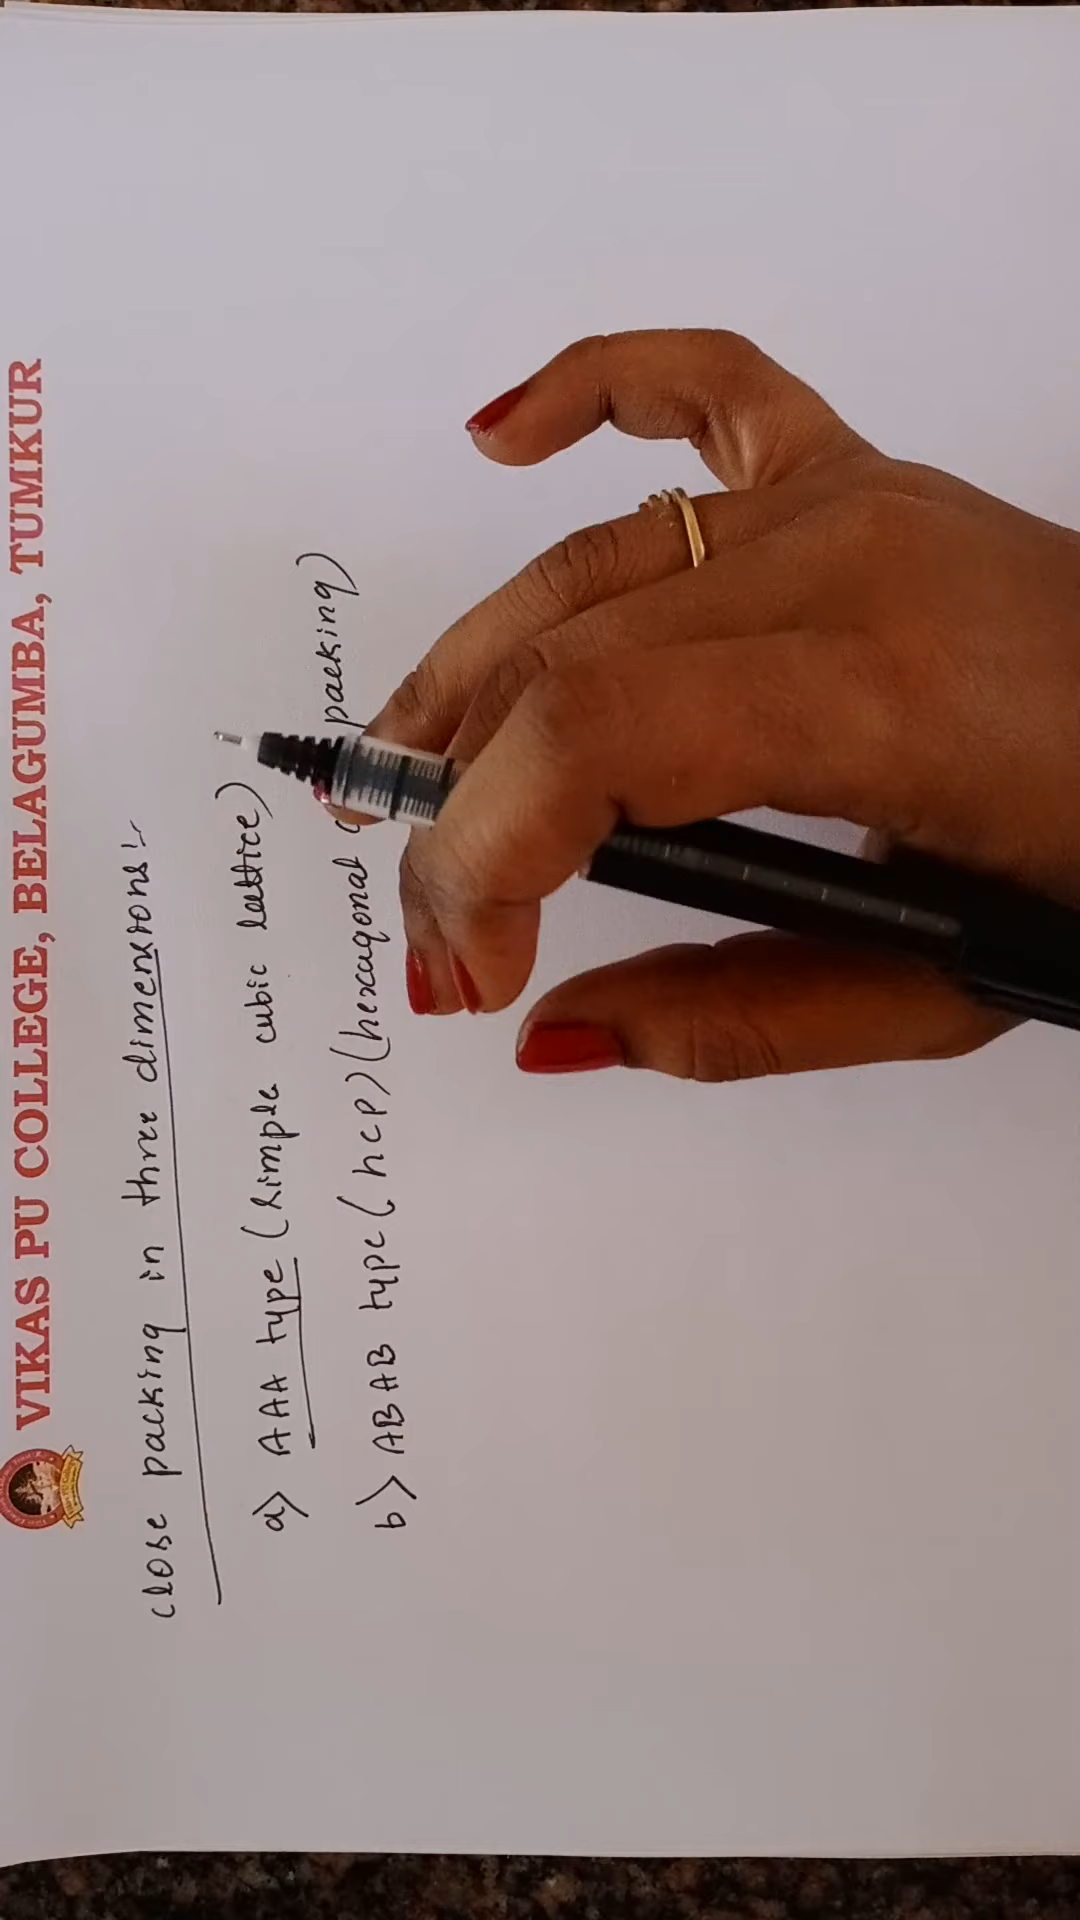 VIKAS PU COLLEGE, BELAGUMBA, TUMKUR
close packing in three dimensions:-
a) AAA type (simple cubic lattice)
b) ABAB type (hcp) (hexagonal packing)